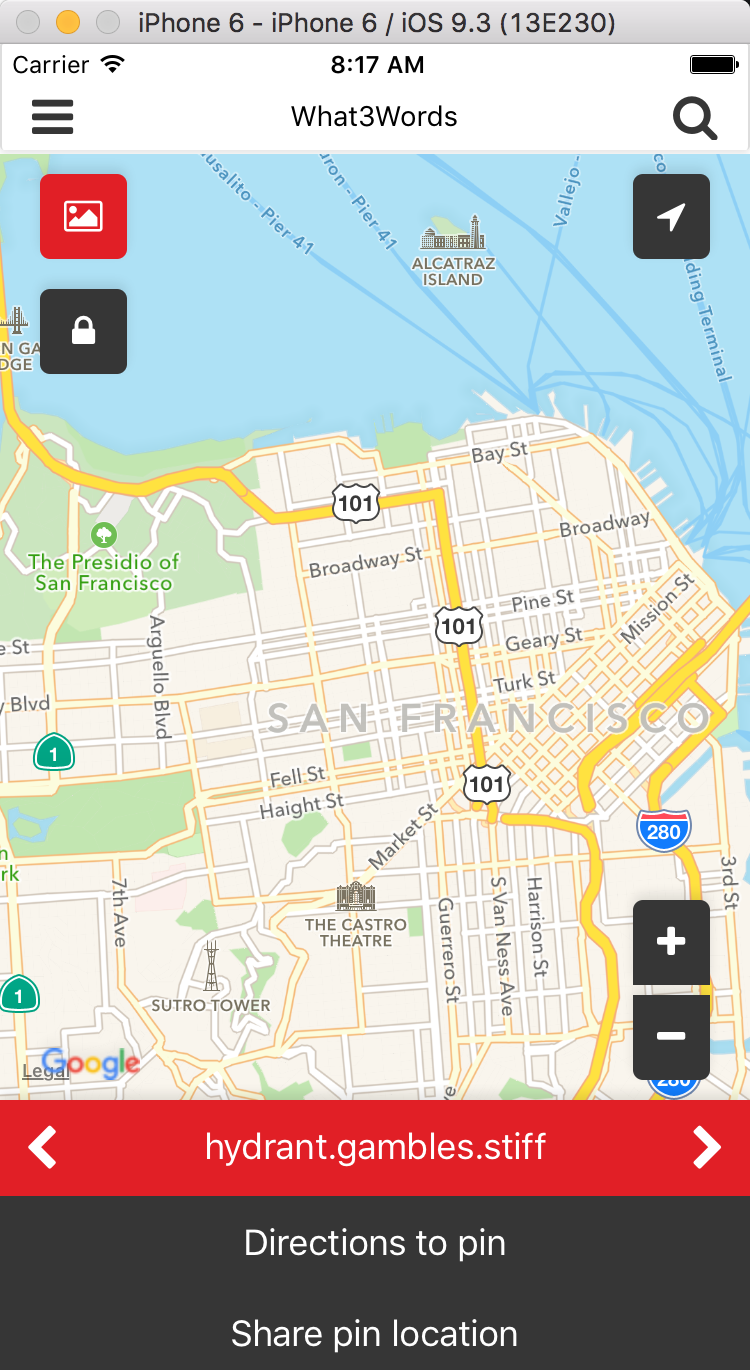 iPhone 6 - iPhone 6 / iOS 9.3 (13E230)
Carrier 8:17 AM
What3Words
usalito - Pier 41
uron - Pier 41
Vallejo -
co
ding Terminal
ALCATRAZ
ISLAND
N GA
DGE
Bay St
101
Broadway
The Presidio of
San Francisco
Broadway St
Arguello Blvd
101
Pine St
Mission St
Geary St
e St
Turk St
y Blvd
SAN FRANCISCO
1
Fell St
101
Haight St
Market St
280
n
rk
7th Ave
3rd St
THE CASTRO
THEATRE
Guerrero St
S Van Ness Ave
Harrison St
1
SUTRO TOWER
Legal
Google
e
280
hydrant.gambles.stiff
Directions to pin
Share pin location